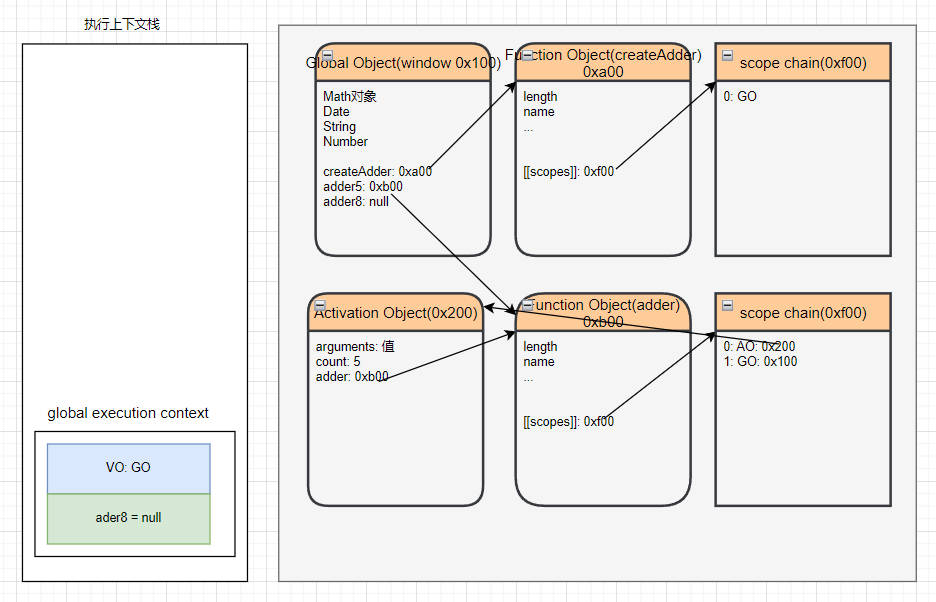 执行上下文栈
global execution context
VO: GO
ader8 = null
Global Object(window 0x100)
Math对象
Date
String
Number
createAdder: 0xa00
adder5: 0xb00
adder8: null
Function Object(createAdder)
0xa00
length
name
...
[[scopes]]: 0xf00
scope chain(0xf00)
0: GO
Activation Object(0x200)
arguments: 值
count: 5
adder: 0xb00
Function Object(adder)
0xb00
length
name
...
[[scopes]]: 0xf00
scope chain(0xf00)
0: AO: 0x200
1: GO: 0x100